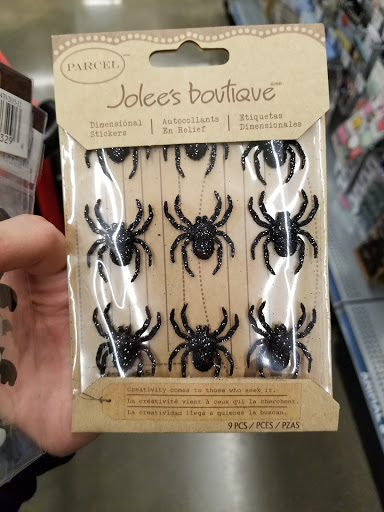 PARCEL
Jolee's boutique
Dimensional Stickers
Autocollants En Relief
Etiquetas Dimensionales
Creativity comes to those who seek it.
La créativité vient à ceux qui la cherchent.
La creatividad llega a quienes la buscan.
9 PCS / PCES / PZAS